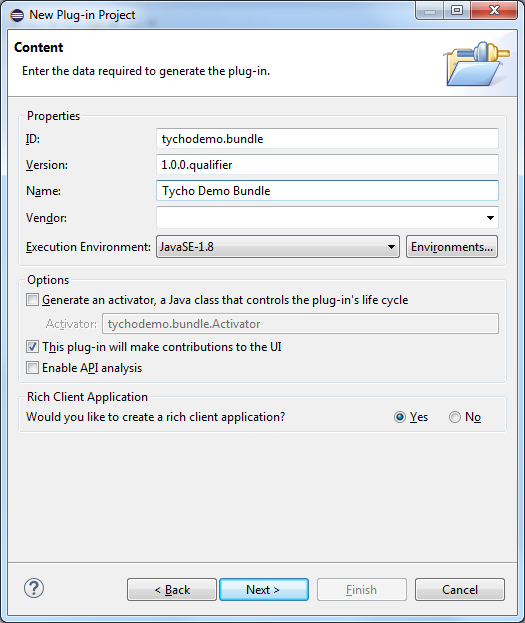 New Plug-in Project
Content
Enter the data required to generate the plug-in.
Properties
ID: tychodemo.bundle
Version: 1.0.0.qualifier
Name: Tycho Demo Bundle
Vendor:
Execution Environment: JavaSE-1.8 Environments...
Options
Generate an activator, a Java class that controls the plug-in's life cycle
Activator: tychodemo.bundle.Activator
This plug-in will make contributions to the UI
Enable API analysis
Rich Client Application
Would you like to create a rich client application? Yes No
? < Back Next > Finish Cancel